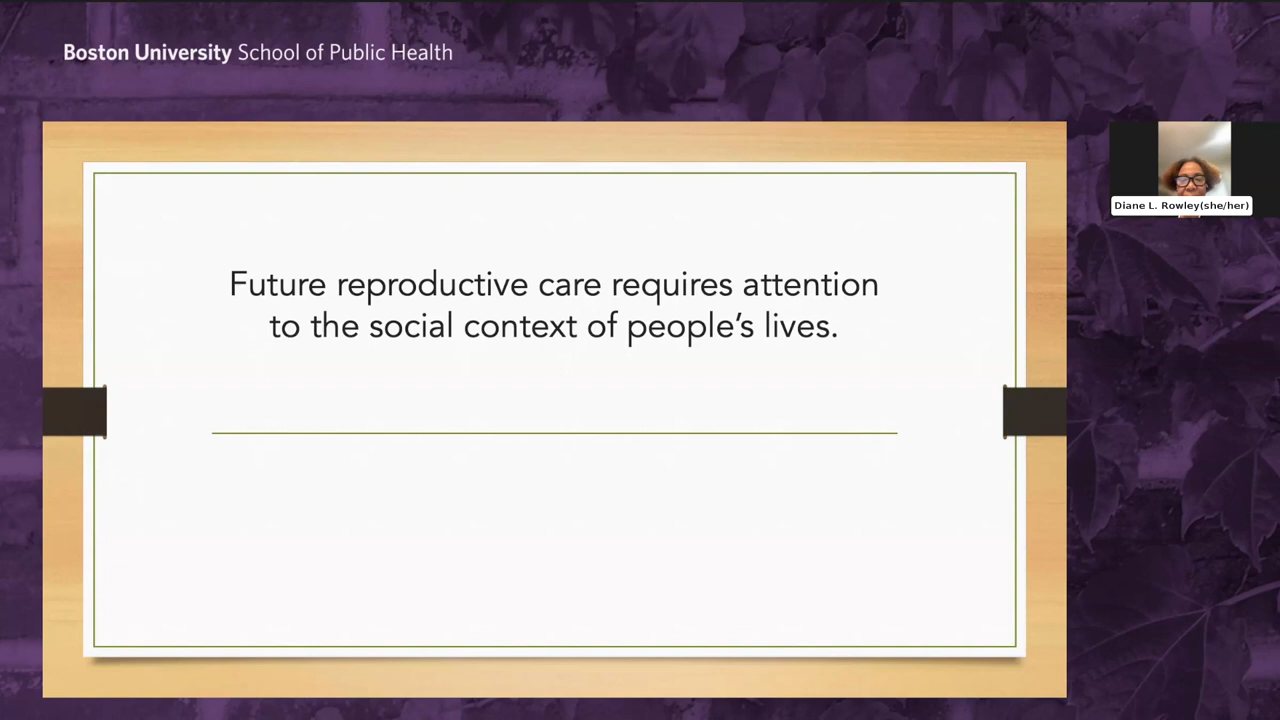 Boston University School of Public Health
Future reproductive care requires attention
to the social context of people’s lives.
Diane L. Rowley(she/her)